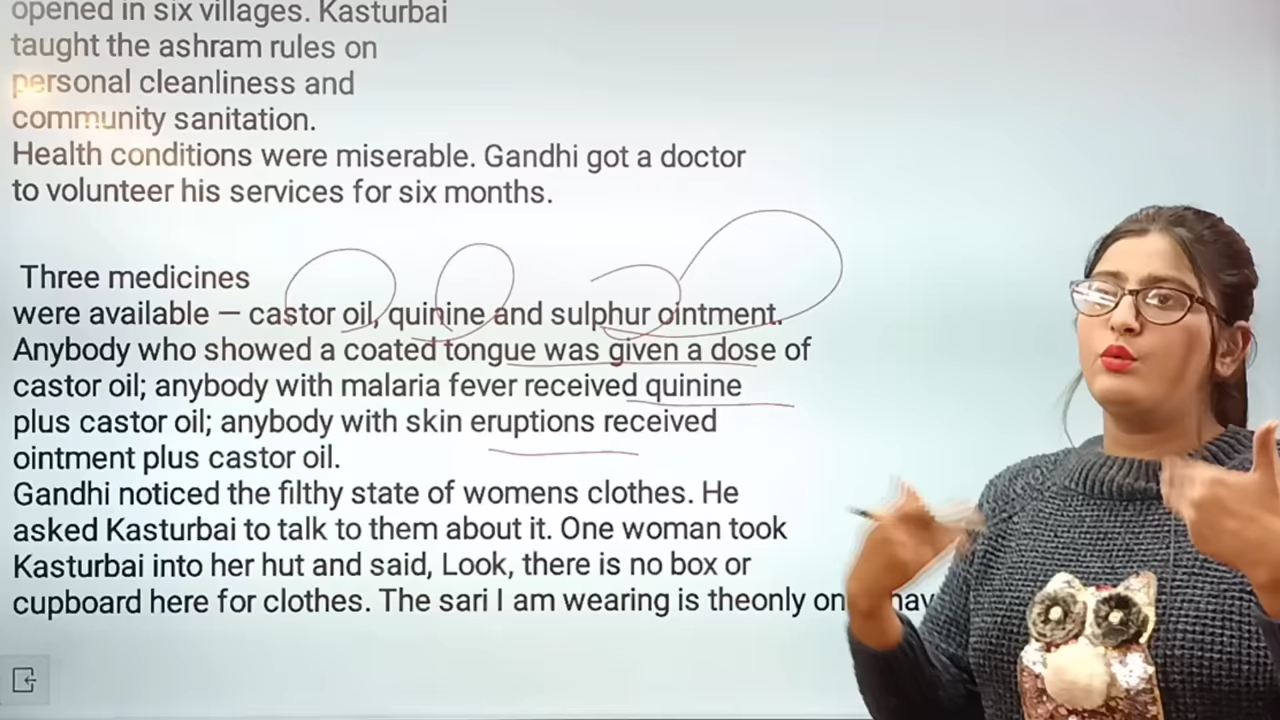 opened in six villages. Kasturbai
taught the ashram rules on
personal cleanliness and
community sanitation.
Health conditions were miserable. Gandhi got a doctor
to volunteer his services for six months.
Three medicines
were available — castor oil, quinine and sulphur ointment.
Anybody who showed a coated tongue was given a dose of
castor oil; anybody with malaria fever received quinine
plus castor oil; anybody with skin eruptions received
ointment plus castor oil.
Gandhi noticed the filthy state of womens clothes. He
asked Kasturbai to talk to them about it. One woman took
Kasturbai into her hut and said, Look, there is no box or
cupboard here for clothes. The sari I am wearing is theonly